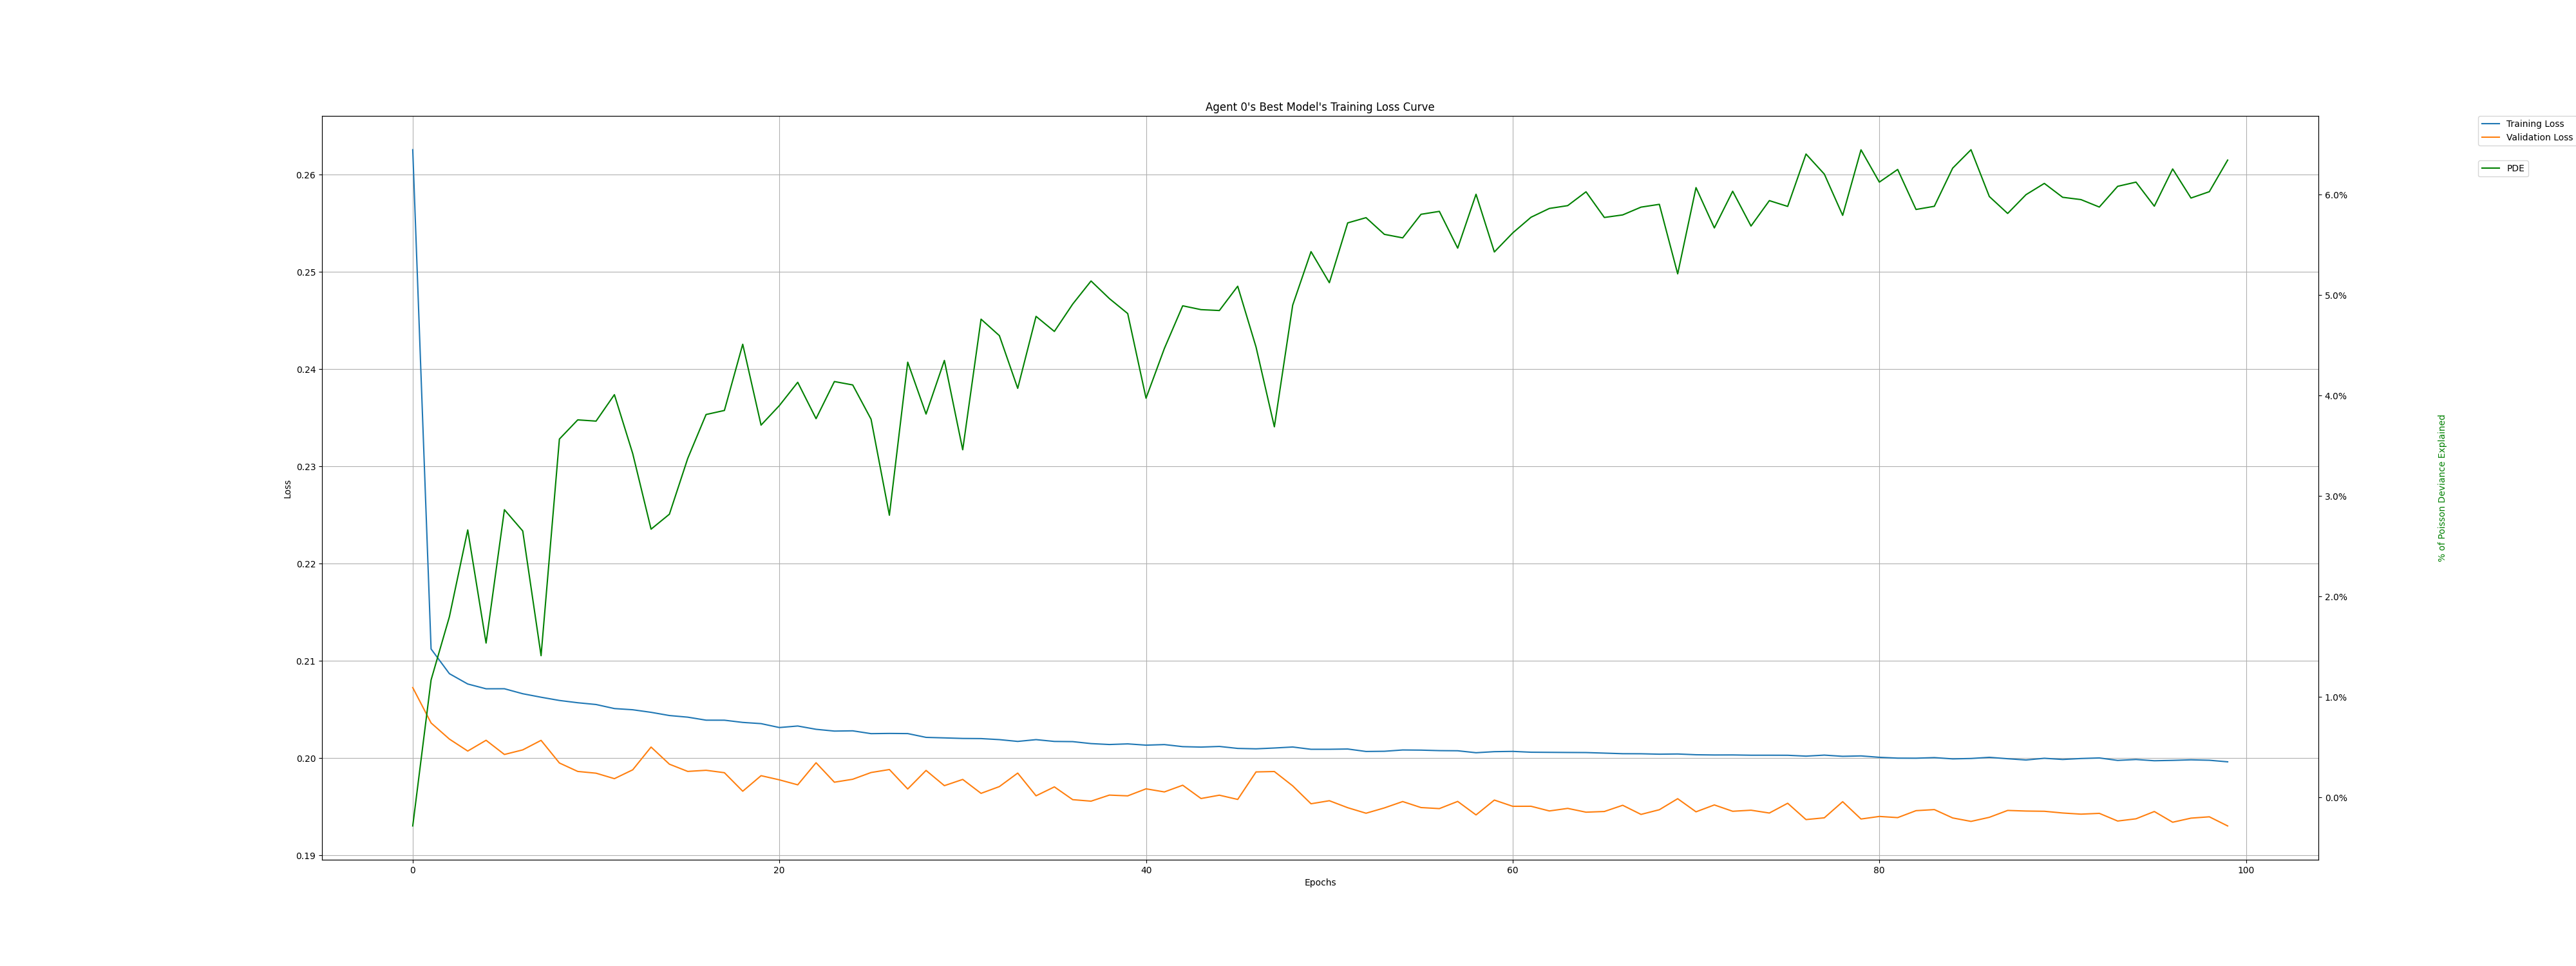 Agent 0's Best Model's Training Loss Curve
Training Loss
Validation Loss
PDE
0.26
0.25
0.24
0.23
0.22
0.21
0.20
0.19
Loss
6.0%
5.0%
4.0%
3.0%
2.0%
1.0%
0.0%
% of Poisson Deviance Explained
0 20 40 60 80 100
Epochs